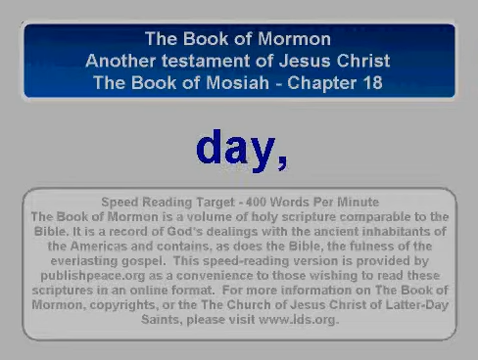 The Book of Mormon
Another testament of Jesus Christ
The Book of Mosiah - Chapter 18
day,
Speed Reading Target - 400 Words Per Minute
The Book of Mormon is a volume of holy scripture comparable to the
Bible. It is a record of God's dealings with the ancient inhabitants of
the Americas and contains, as does the Bible, the fulness of the
everlasting gospel.  This speed-reading version is provided by
publishpeace.org as a convenience to those wishing to read these
scriptures in an online format.  For more information on The Book of
Mormon, copyrights, or the The Church of Jesus Christ of Latter-Day
Saints, please visit www.lds.org.